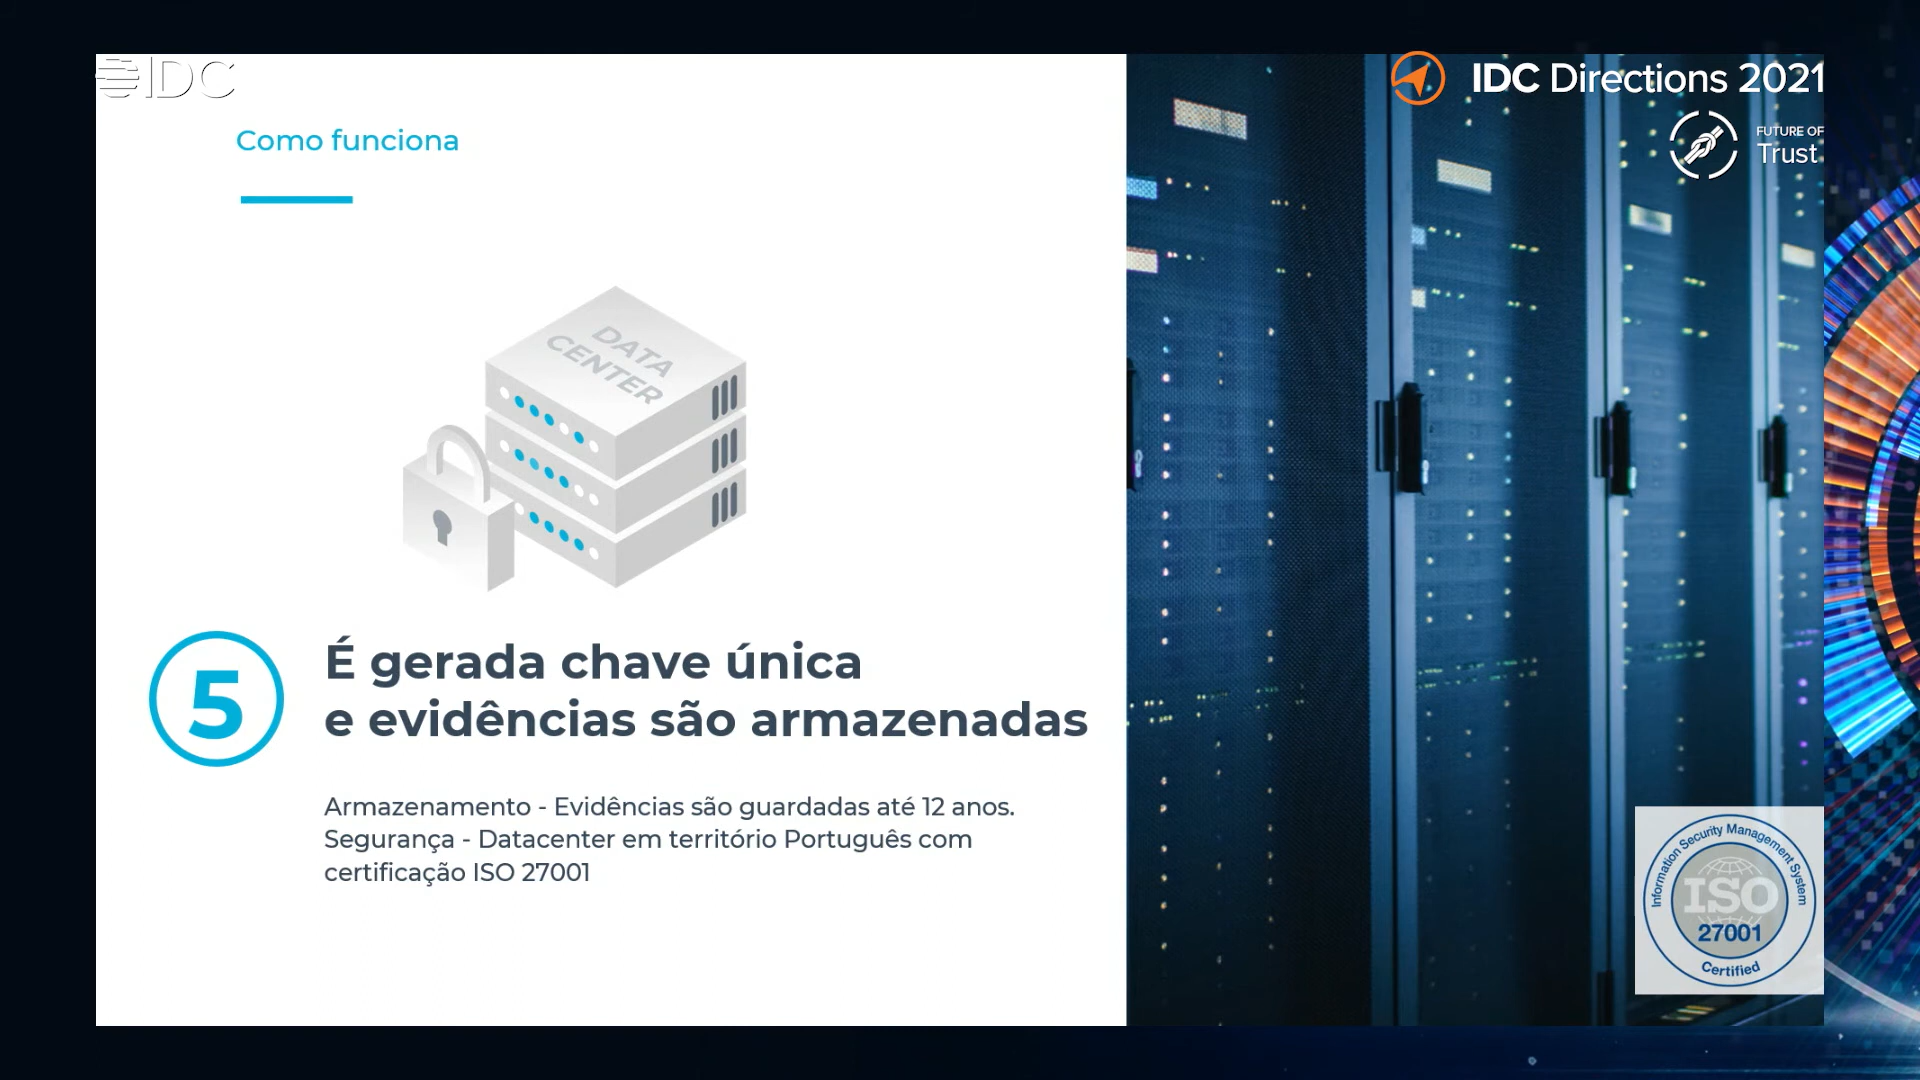 IDC
IDC Directions 2021
FUTURE OF
Trust
Como funciona
DATA
CENTER
5
É gerada chave única
e evidências são armazenadas
Armazenamento - Evidências são guardadas até 12 anos.
Segurança - Datacenter em território Português com
certificação ISO 27001
Information Security Management System
ISO
27001
Certified